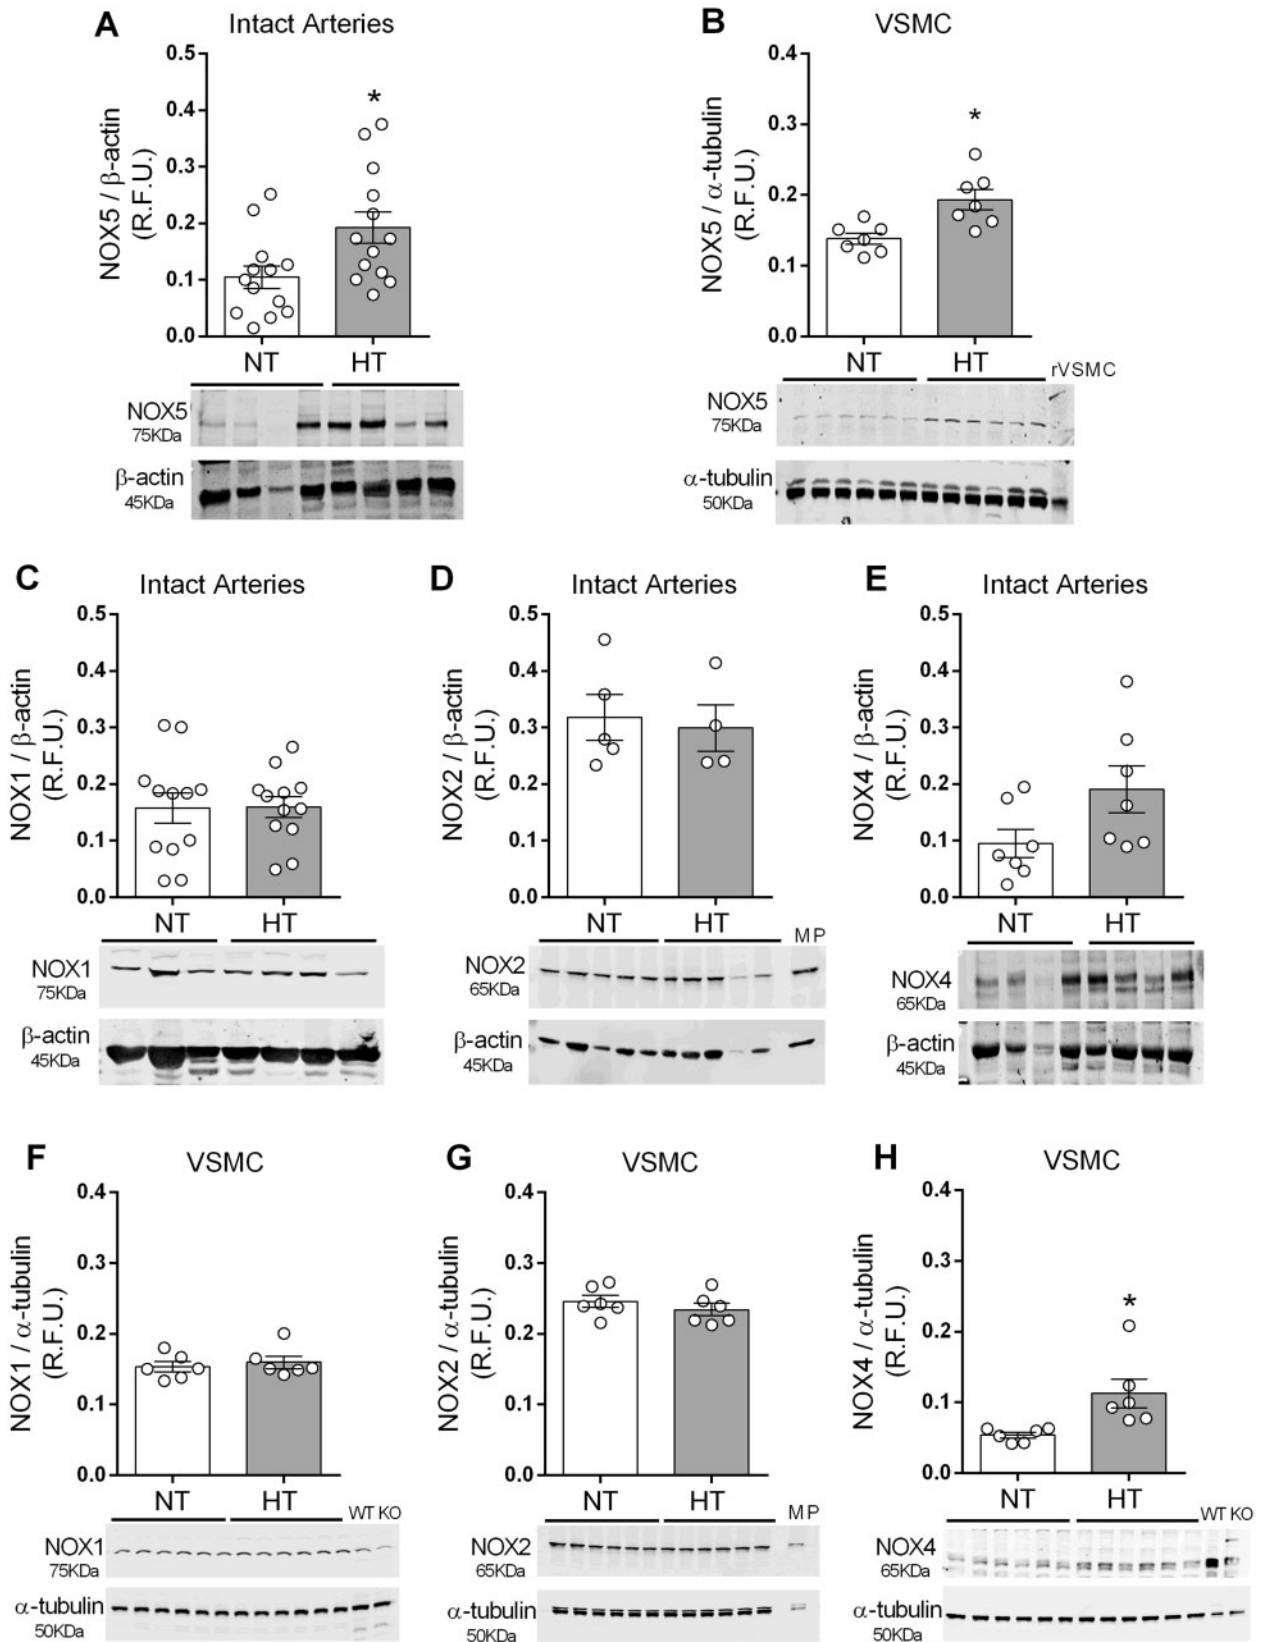 A
Intact Arteries
NOX5 / β-actin
(R.F.U.)
0.5
0.4
0.3
0.2
0.1
0.0
*
NT
HT
NOX5
75KDa
β-actin
45KDa
B
VSMC
NOX5 / α-tubulin
(R.F.U.)
0.4
0.3
0.2
0.1
0.0
*
NT
HT
rVSMC
NOX5
75KDa
α-tubulin
50KDa
C
Intact Arteries
NOX1 / β-actin
(R.F.U.)
0.5
0.4
0.3
0.2
0.1
0.0
NT
HT
NOX1
75KDa
β-actin
45KDa
D
Intact Arteries
NOX2 / β-actin
(R.F.U.)
0.5
0.4
0.3
0.2
0.1
0.0
NT
HT
MP
NOX2
65KDa
β-actin
45KDa
E
Intact Arteries
NOX4 / β-actin
(R.F.U.)
0.5
0.4
0.3
0.2
0.1
0.0
NT
HT
NOX4
65KDa
β-actin
45KDa
F
VSMC
NOX1 / α-tubulin
(R.F.U.)
0.4
0.3
0.2
0.1
0.0
NT
HT
WT KO
NOX1
75KDa
α-tubulin
50KDa
G
VSMC
NOX2 / α-tubulin
(R.F.U.)
0.4
0.3
0.2
0.1
0.0
NT
HT
MP
NOX2
65KDa
α-tubulin
50KDa
H
VSMC
NOX4 / α-tubulin
(R.F.U.)
0.4
0.3
0.2
0.1
0.0
*
NT
HT
WT KO
NOX4
65KDa
α-tubulin
50KDa